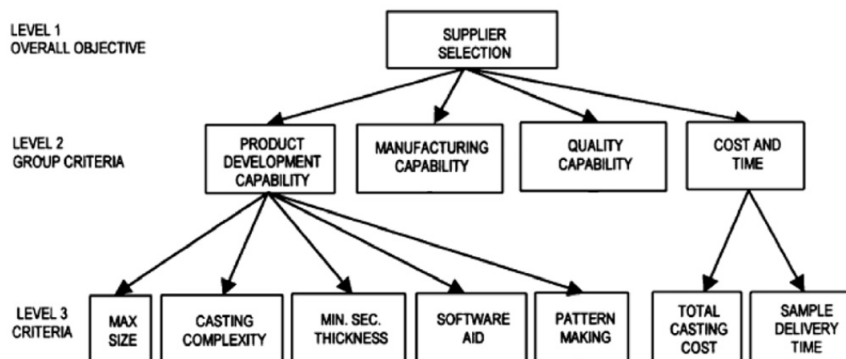 LEVEL 1
OVERALL OBJECTIVE
SUPPLIER
SELECTION
LEVEL 2
GROUP CRITERIA
PRODUCT
DEVELOPMENT
CAPABILITY
MANUFACTURING
CAPABILITY
QUALITY
CAPABILITY
COST AND
TIME
LEVEL 3
CRITERIA
MAX
SIZE
CASTING
COMPLEXITY
MIN. SEC.
THICKNESS
SOFTWARE
AID
PATTERN
MAKING
TOTAL
CASTING
COST
SAMPLE
DELIVERY
TIME